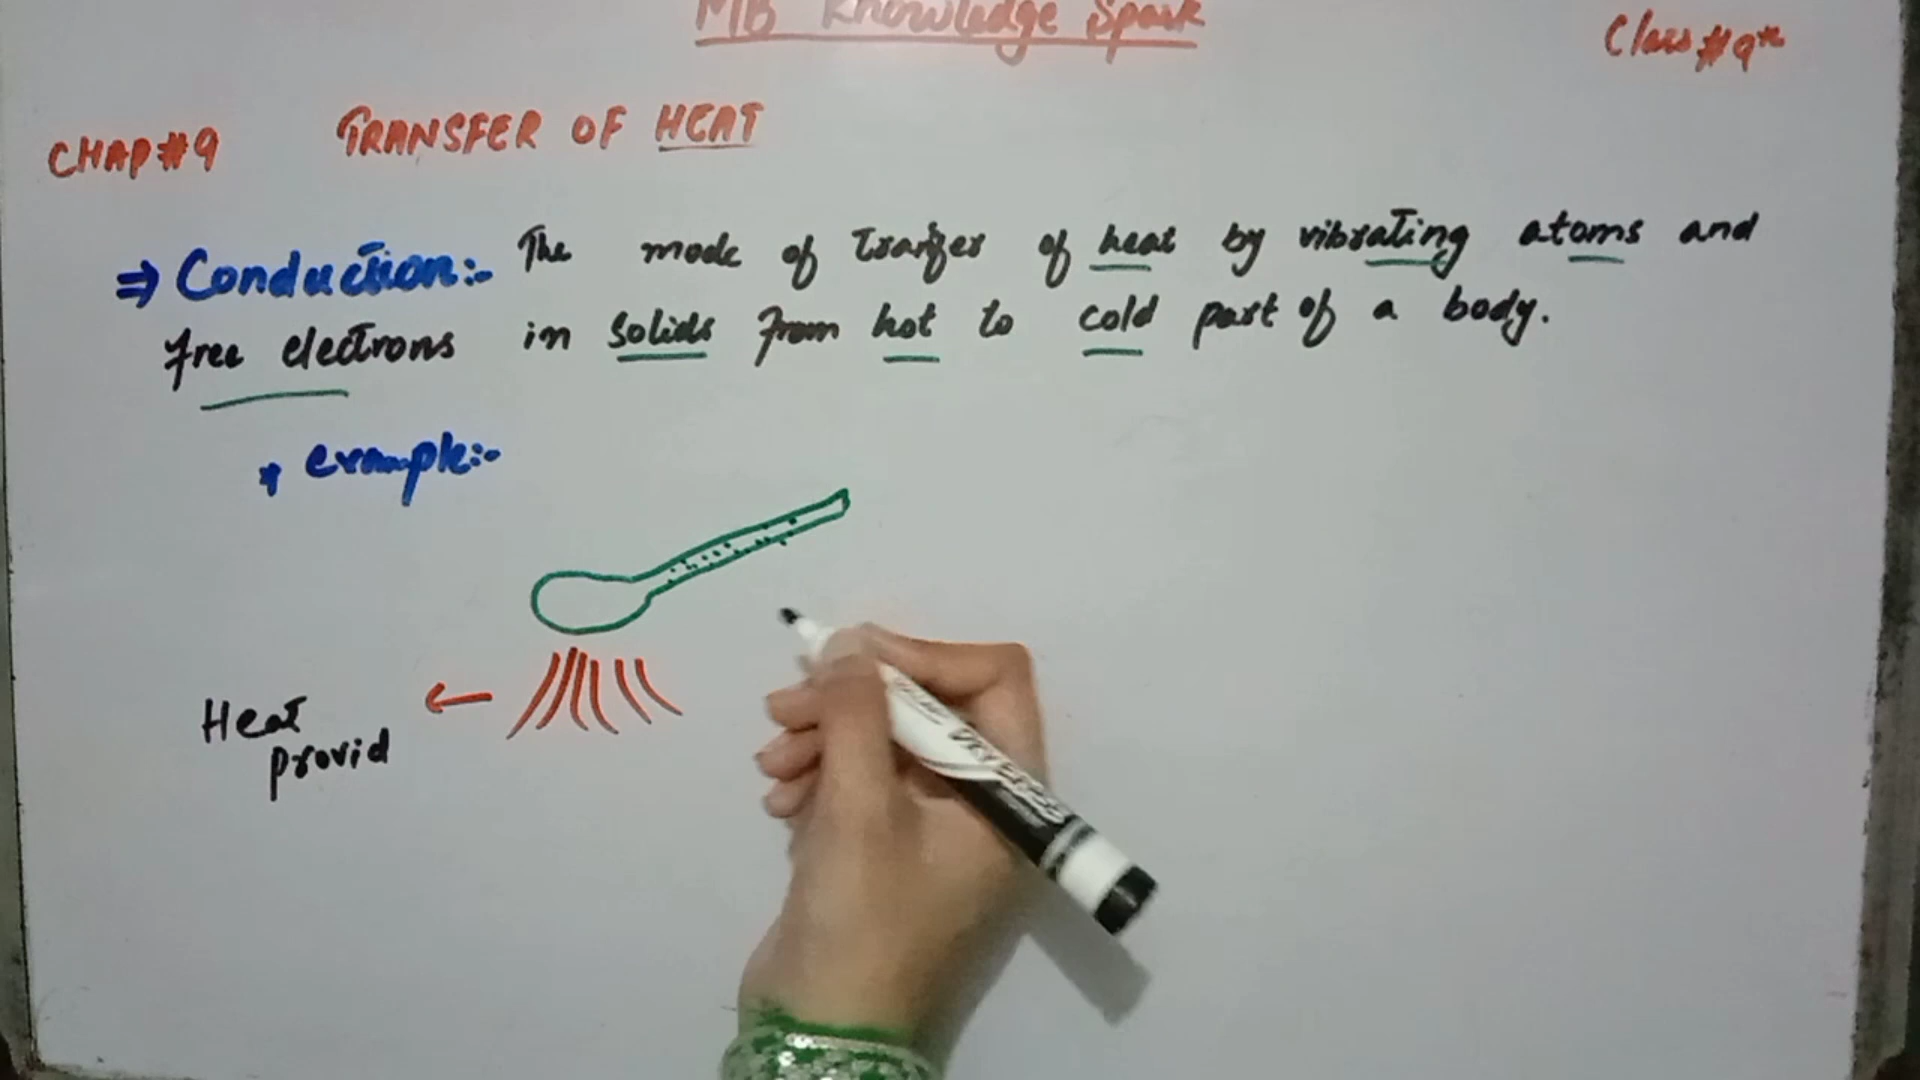 MB Knowledge Spark
Class#9th
CHAP#9 TRANSFER OF HEAT
⇒ Conduction:- The mode of tranfer of heat by vibrating atoms and
free electrons in solids from hot to cold part of a body.
* example:-
Heat
provid